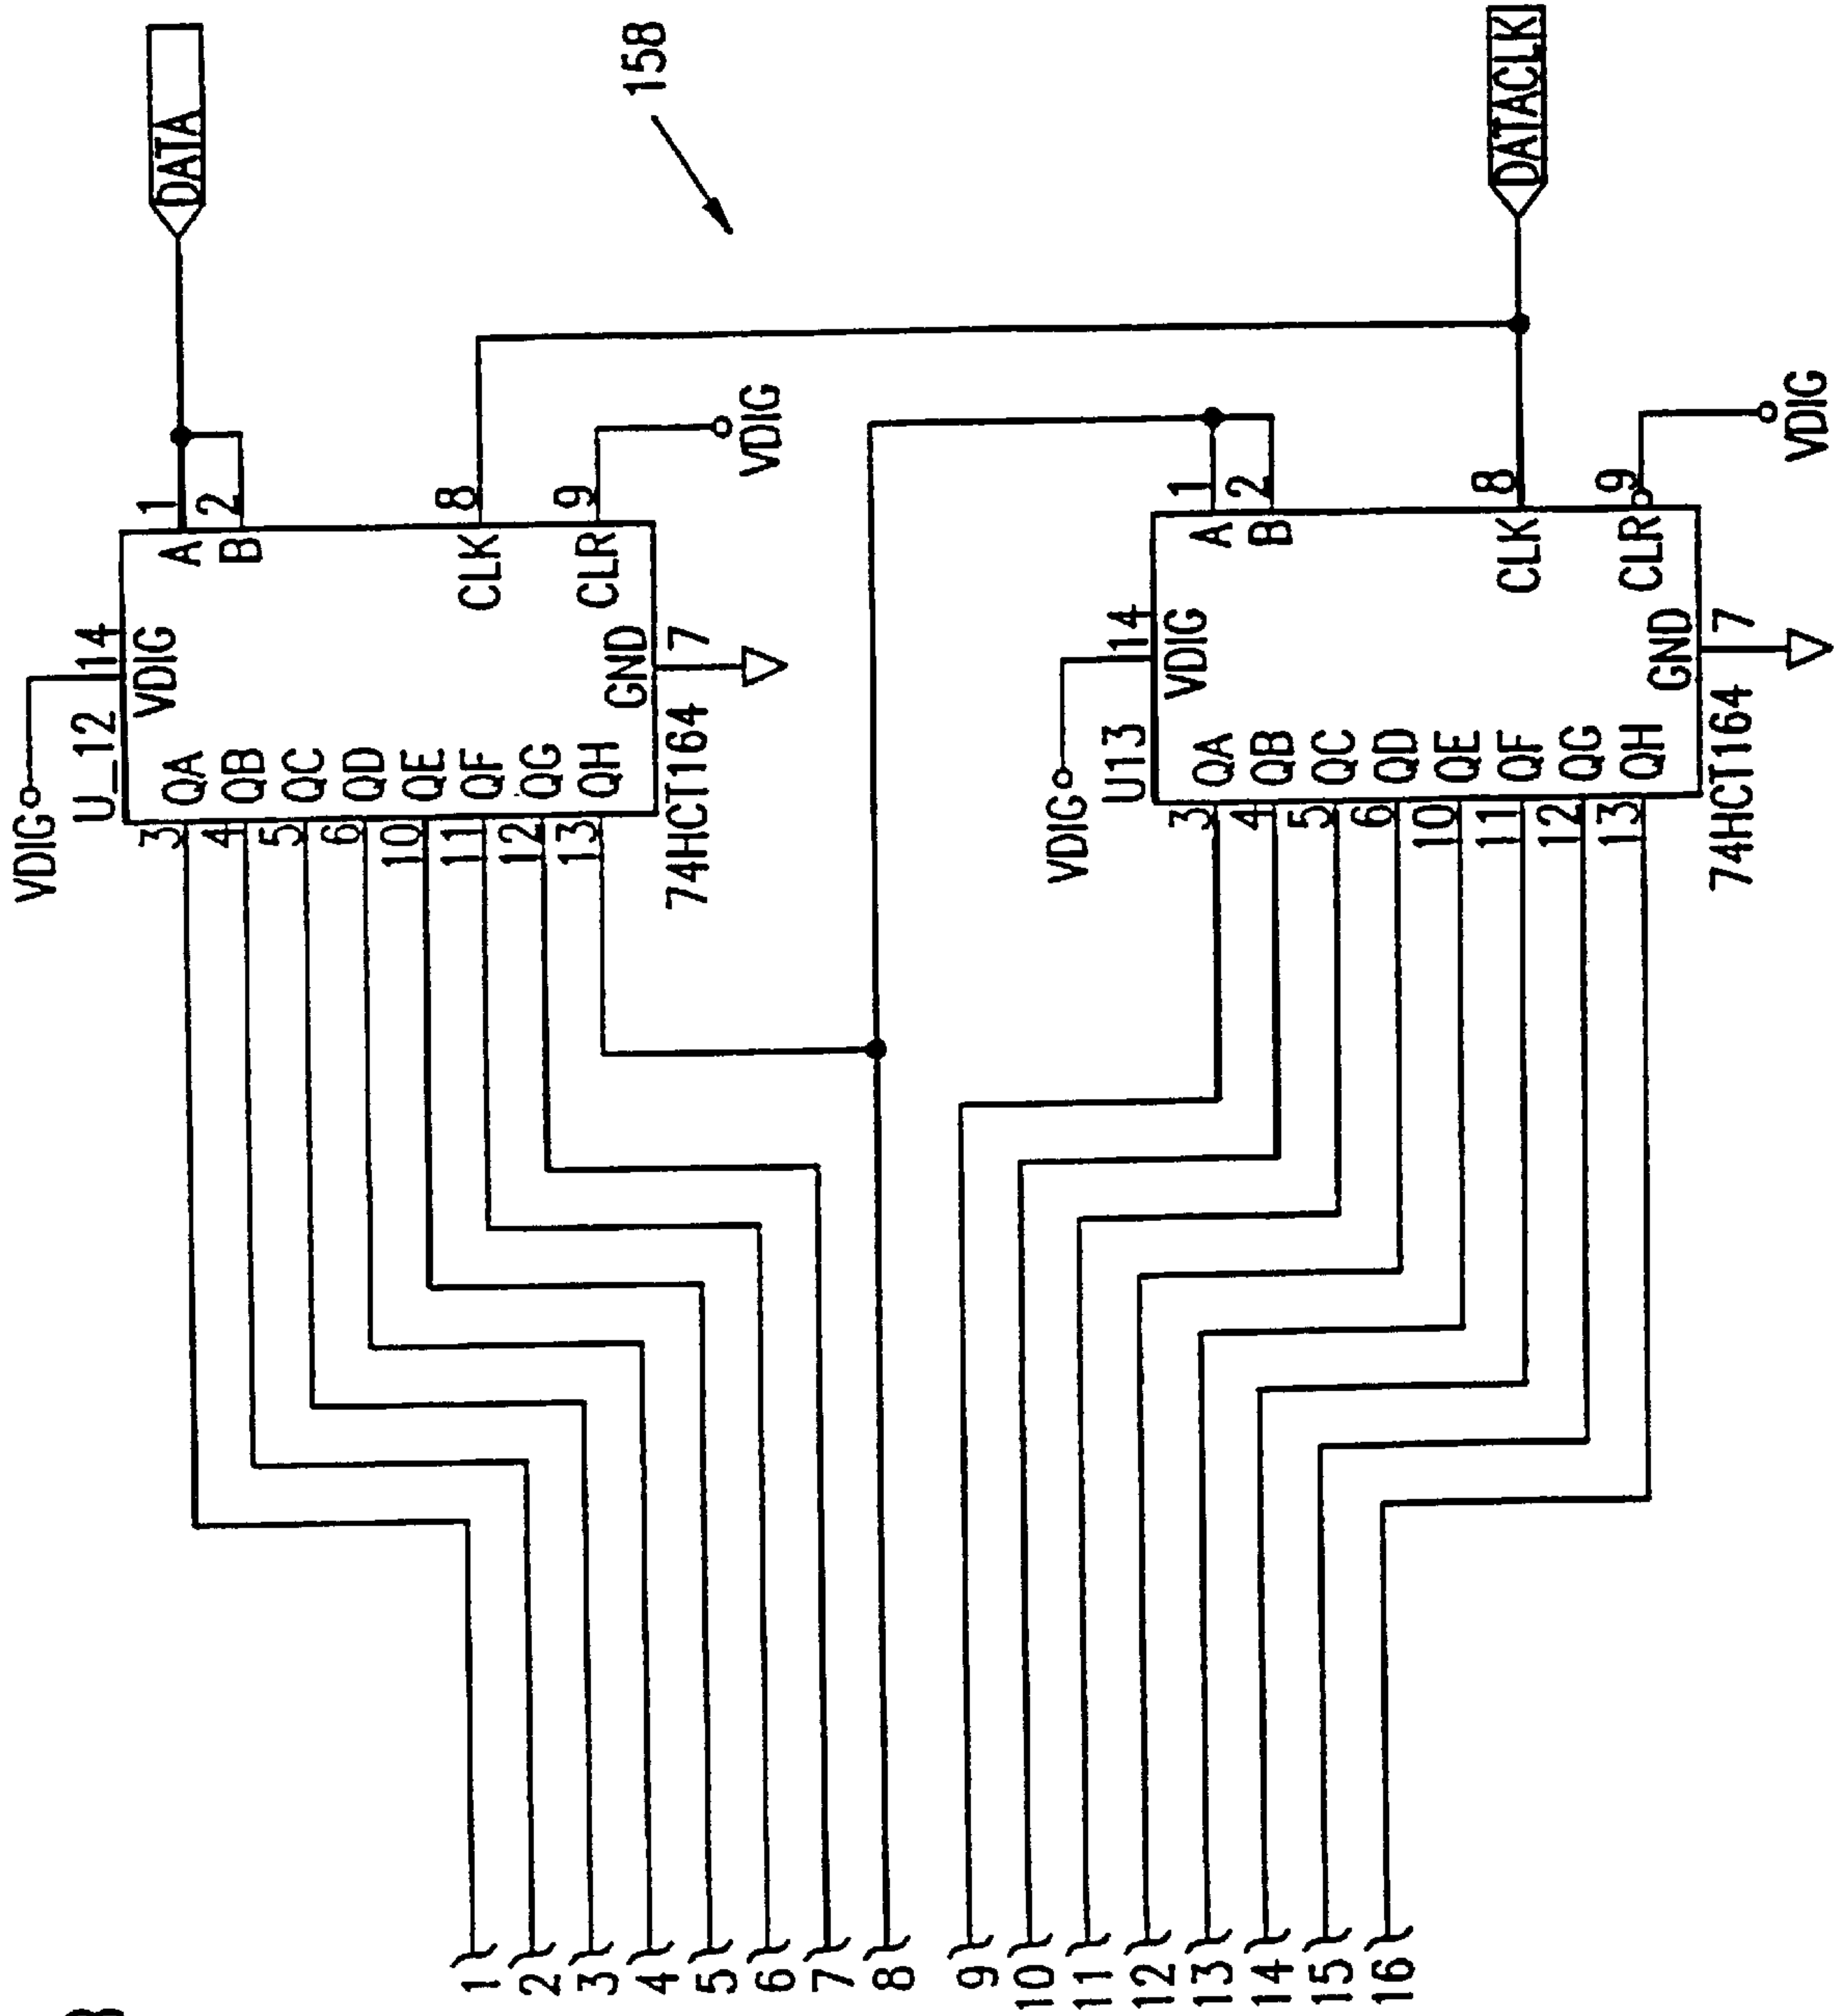 DATA
158
DATACLK
VDIG
U_12
14
VDIG
1
A
2
B
8
CLK
9
CLR
VDIG
GND
7
3
QA
4
QB
5
QC
6
QD
10
QE
11
QF
12
QG
13
QH
74HCT164
VDIG
U13
14
VDIG
1
A
2
B
8
CLK
9
CLR
VDIG
GND
7
3
QA
4
QB
5
QC
6
QD
10
QE
11
QF
12
QG
13
QH
74HCT164
1
2
3
4
5
6
7
8
9
10
11
12
13
14
15
16